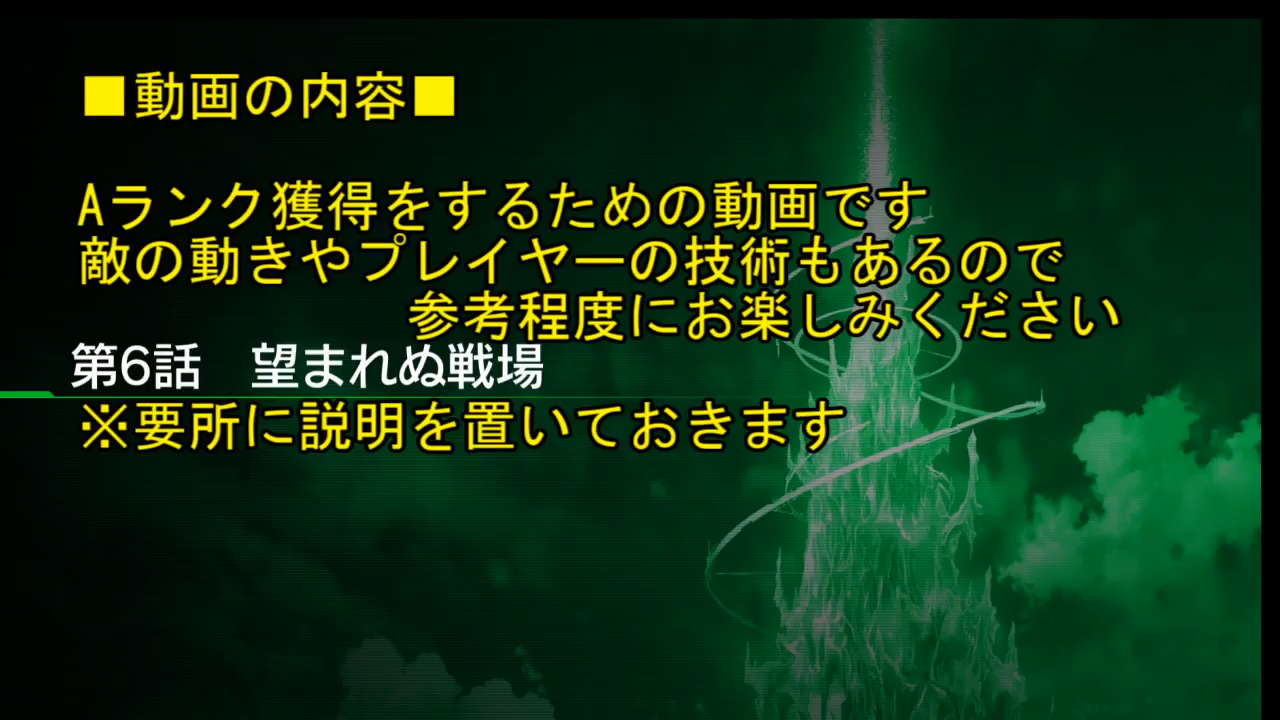 ■動画の内容■
Aランク獲得をするための動画です
敵の動きやプレイヤーの技術もあるので
参考程度にお楽しみください
第6話　望まれぬ戦場
※要所に説明を置いておきます